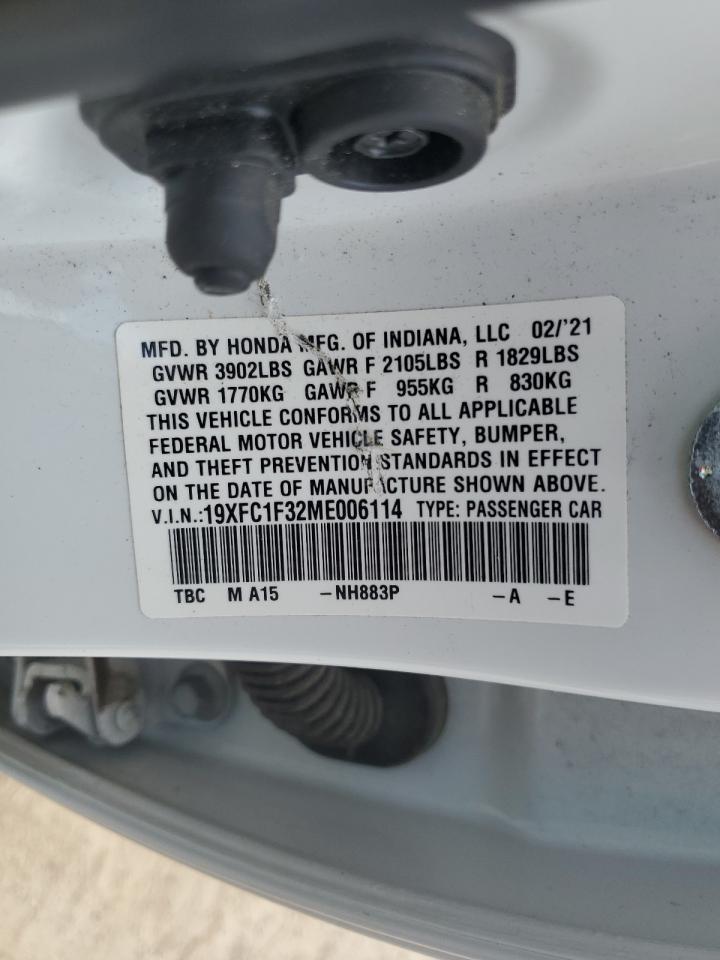 MFD. BY HONDA MFG. OF INDIANA, LLC 02/'21
GVWR 3902LBS GAWR F 2105LBS R 1829LBS
GVWR 1770KG GAWR F 955KG R 830KG
THIS VEHICLE CONFORMS TO ALL APPLICABLE
FEDERAL MOTOR VEHICLE SAFETY, BUMPER,
AND THEFT PREVENTION STANDARDS IN EFFECT
ON THE DATE OF MANUFACTURE SHOWN ABOVE.
V.I.N.:19XFC1F32ME006114 TYPE: PASSENGER CAR
TBC M A15 -NH883P -A -E